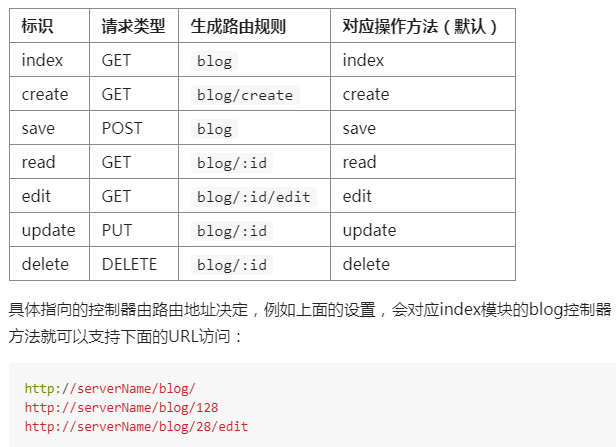 标识 请求类型 生成路由规则 对应操作方法（默认）
index GET blog index
create GET blog/create create
save POST blog save
read GET blog/:id read
edit GET blog/:id/edit edit
update PUT blog/:id update
delete DELETE blog/:id delete
具体指向的控制器由路由地址决定，例如上面的设置，会对应index模块的blog控制器
方法就可以支持下面的URL访问：
http://serverName/blog/
http://serverName/blog/128
http://serverName/blog/28/edit